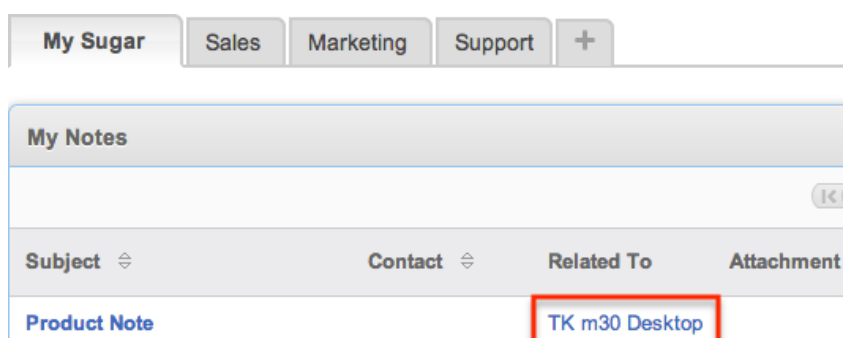 My Sugar Sales Marketing Support +
My Notes
Subject Contact Related To Attachment
Product Note TK m30 Desktop